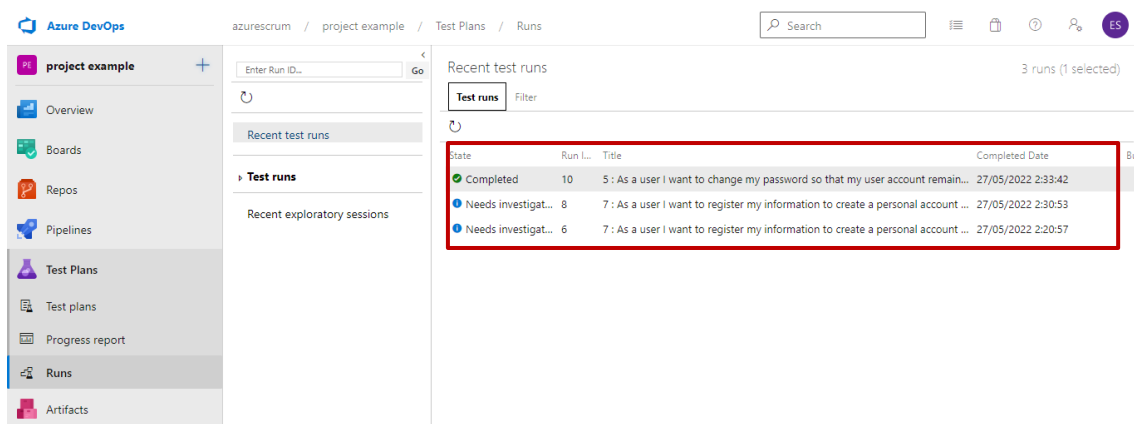 Azure DevOps
azurescrum / project example / Test Plans / Runs
Search
ES
PE project example
Overview
Boards
Repos
Pipelines
Test Plans
Test plans
Progress report
Runs
Artifacts
Enter Run ID...
Go
Recent test runs
Test runs
Recent exploratory sessions
Recent test runs
3 runs (1 selected)
Test runs Filter
State Run I... Title Completed Date
Completed 10 5 : As a user I want to change my password so that my user account remain... 27/05/2022 2:33:42
Needs investigat... 8 7 : As a user I want to register my information to create a personal account ... 27/05/2022 2:30:53
Needs investigat... 6 7 : As a user I want to register my information to create a personal account ... 27/05/2022 2:20:57